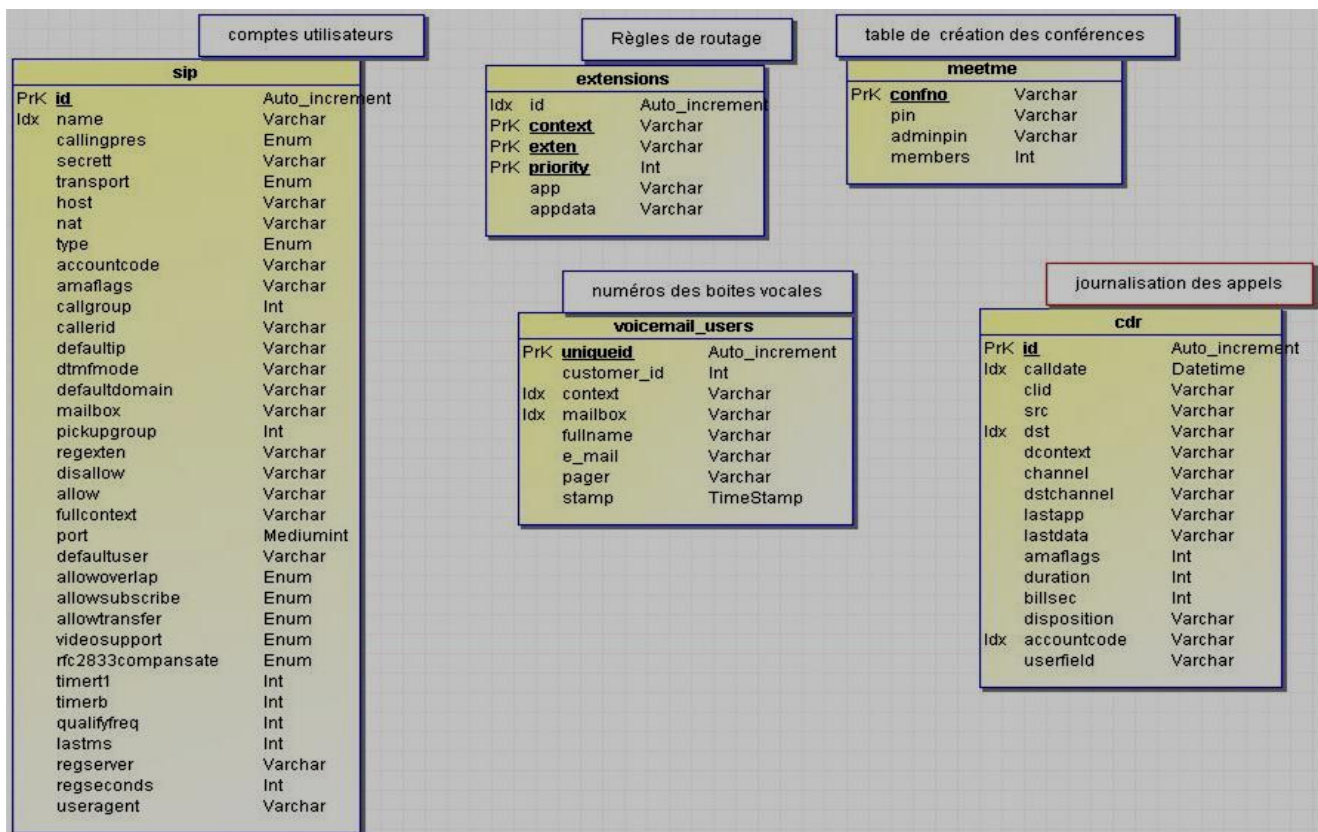 comptes utilisateurs
sip
PrK id Auto_increment
Idx name Varchar
callingpres Enum
secrett Varchar
transport Enum
host Varchar
nat Varchar
type Enum
accountcode Varchar
amaflags Varchar
callgroup Int
callerid Varchar
defaultip Varchar
dtmfmode Varchar
defaultdomain Varchar
mailbox Varchar
pickupgroup Int
regexten Varchar
disallow Varchar
allow Varchar
fullcontext Varchar
port Mediumint
defaultuser Varchar
allowoverlap Enum
allowsubscribe Enum
allowtransfer Enum
videosupport Enum
rfc2833compansate Enum
timert1 Int
timerb Int
qualifyfreq Int
lastms Int
regserver Varchar
regseconds Int
useragent Varchar
Règles de routage
extensions
Idx id Auto_increment
PrK context Varchar
PrK exten Varchar
PrK priority Int
app Varchar
appdata Varchar
table de création des conférences
meetme
PrK confno Varchar
pin Varchar
adminpin Varchar
members Int
numéros des boites vocales
voicemail_users
PrK uniqueid Auto_increment
customer_id Int
Idx context Varchar
Idx mailbox Varchar
fullname Varchar
e_mail Varchar
pager Varchar
stamp TimeStamp
journalisation des appels
cdr
PrK id Auto_increment
Idx calldate Datetime
clid Varchar
src Varchar
Idx dst Varchar
dcontext Varchar
channel Varchar
dstchannel Varchar
lastapp Varchar
lastdata Varchar
amaflags Int
duration Int
billsec Int
disposition Varchar
Idx accountcode Varchar
userfield Varchar